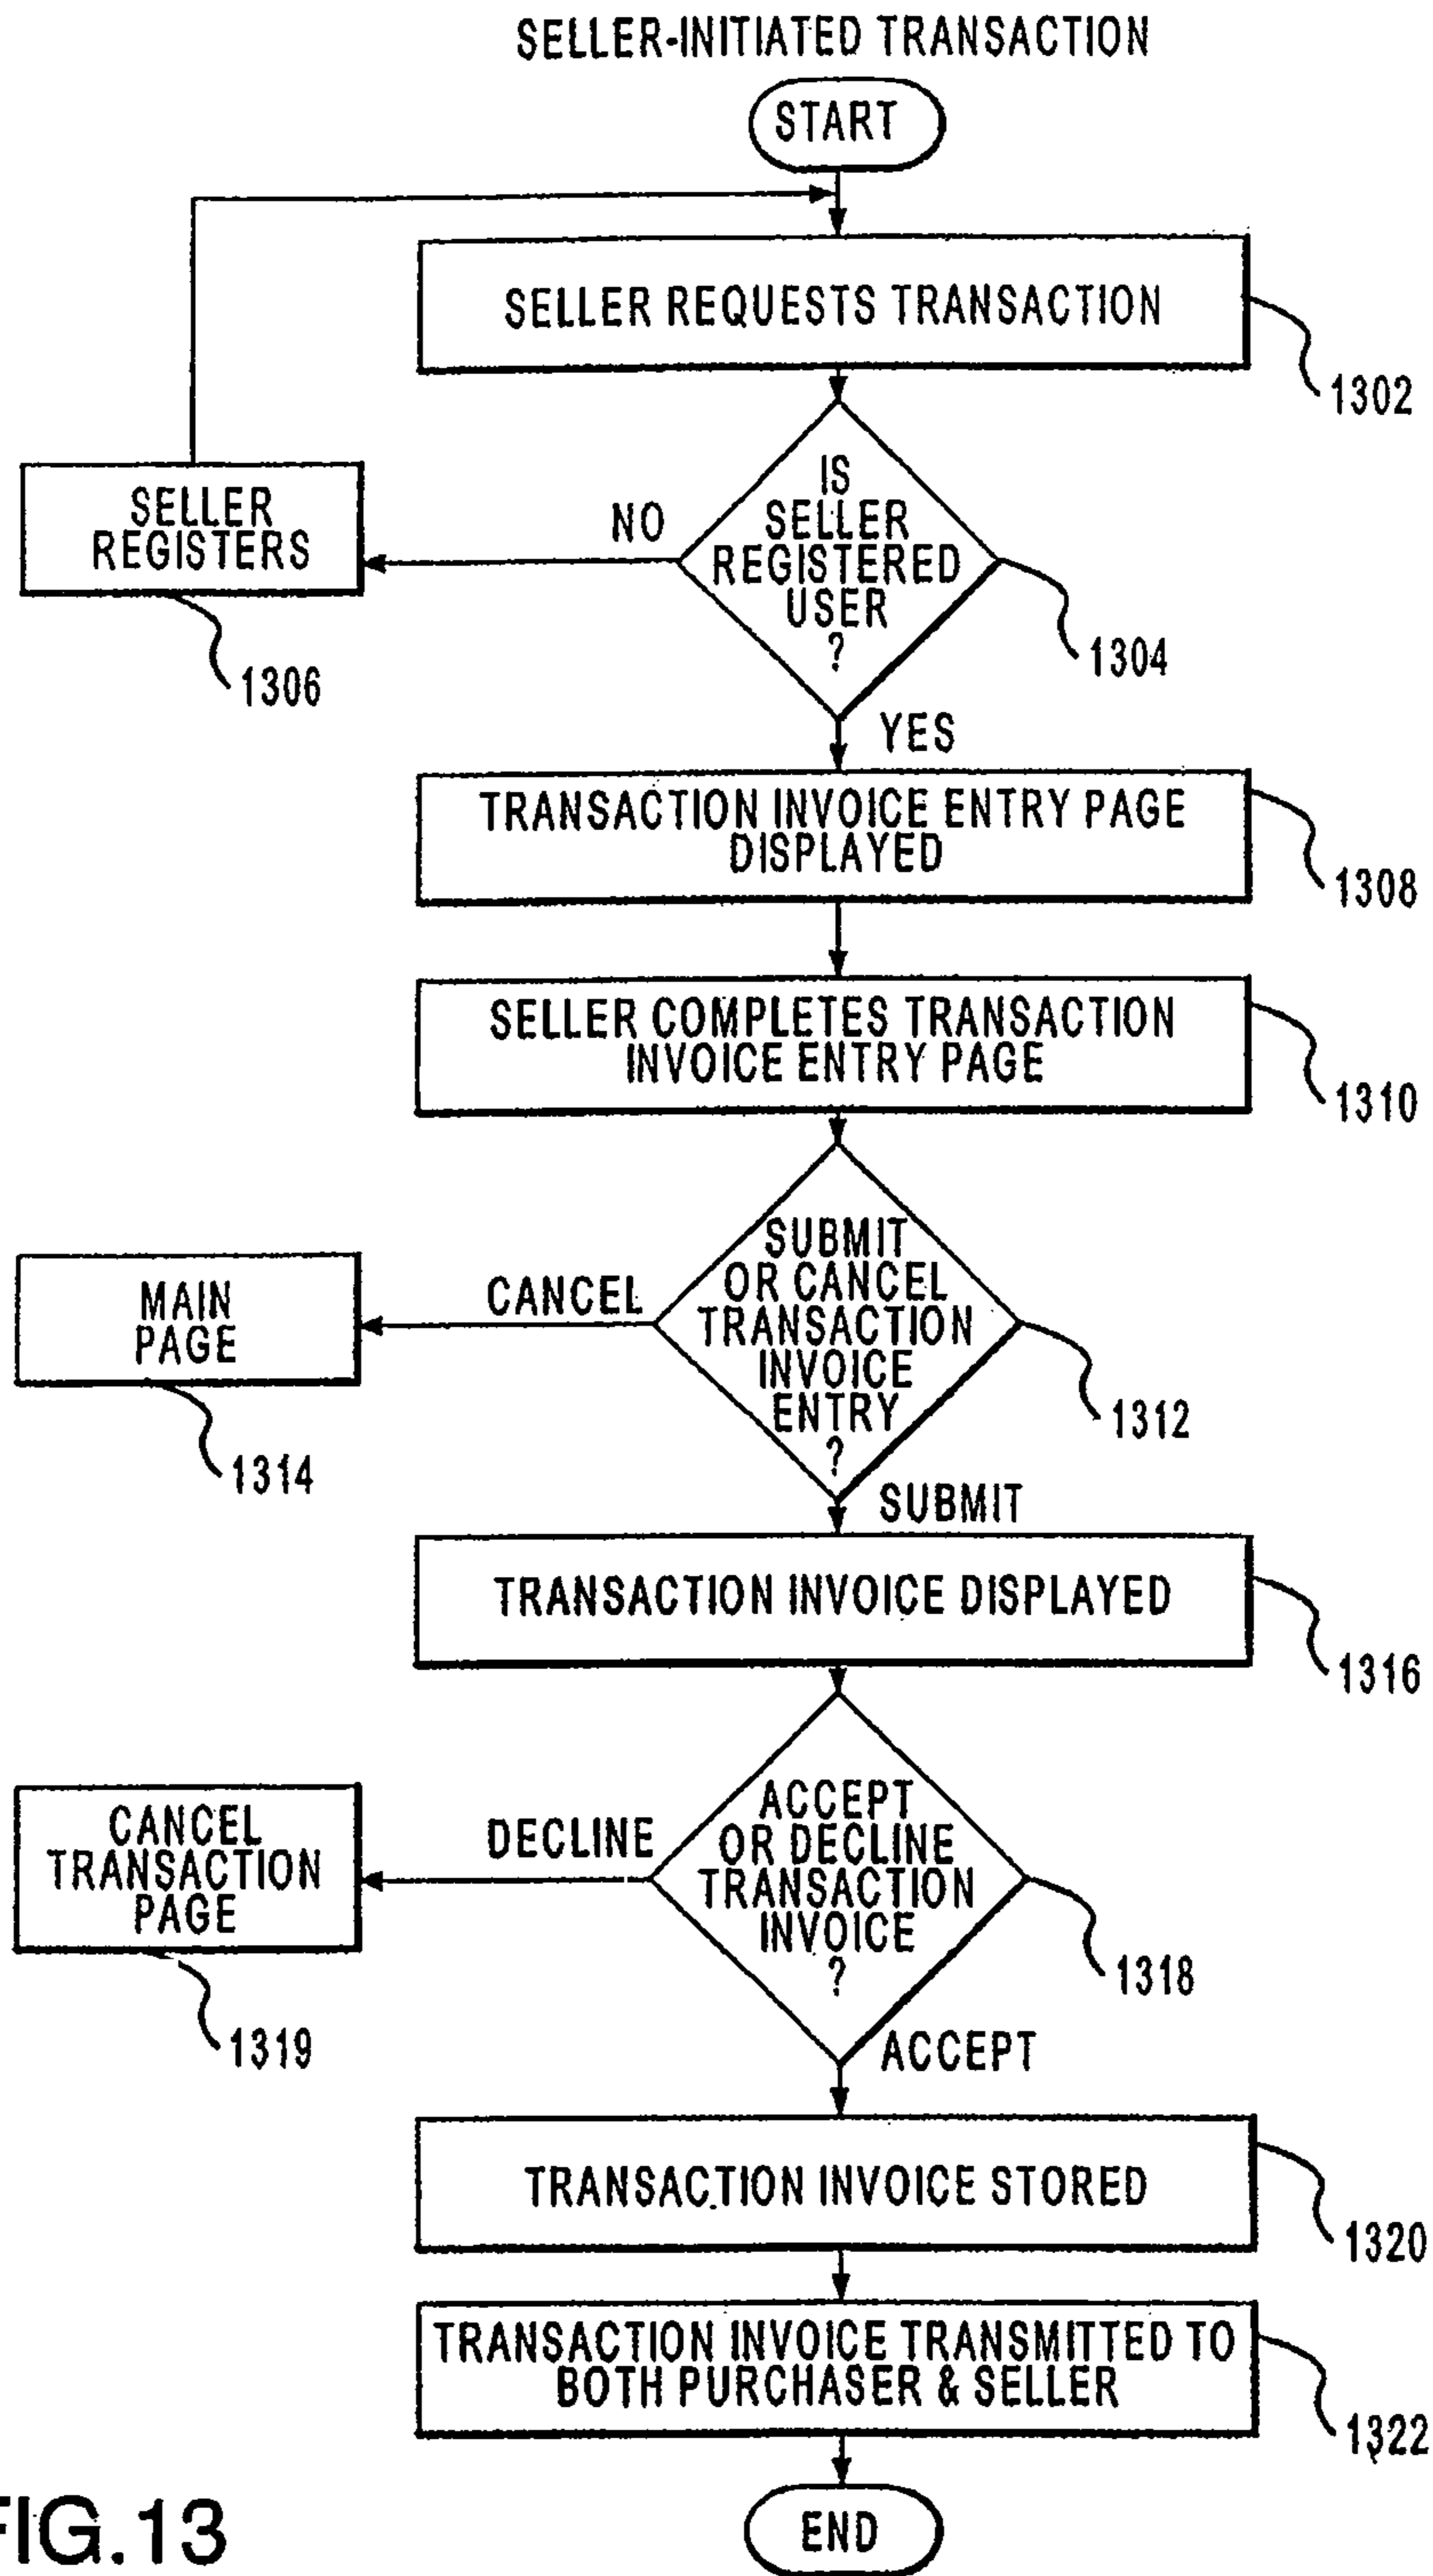 SELLER-INITIATED TRANSACTION
START
SELLER REQUESTS TRANSACTION
1302
IS
SELLER
REGISTERED
USER
?
1304
NO
SELLER
REGISTERS
1306
YES
TRANSACTION INVOICE ENTRY PAGE
DISPLAYED
1308
SELLER COMPLETES TRANSACTION
INVOICE ENTRY PAGE
1310
SUBMIT
OR CANCEL
TRANSACTION
INVOICE
ENTRY
?
1312
CANCEL
MAIN
PAGE
1314
SUBMIT
TRANSACTION INVOICE DISPLAYED
1316
ACCEPT
OR DECLINE
TRANSACTION
INVOICE
?
1318
DECLINE
CANCEL
TRANSACTION
PAGE
1319
ACCEPT
TRANSACTION INVOICE STORED
1320
TRANSACTION INVOICE TRANSMITTED TO
BOTH PURCHASER & SELLER
1322
END
FIG.13